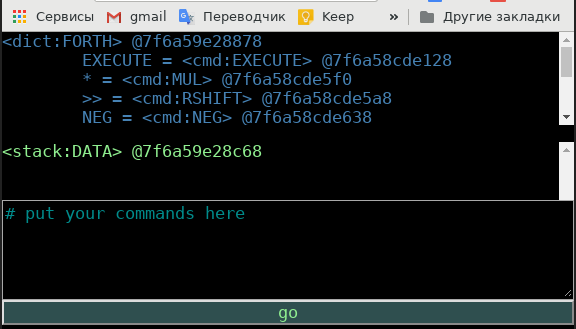 Сервисы gmail Переводчик Keep » Другие закладки
<dict:FORTH> @7f6a59e28878
EXECUTE = <cmd:EXECUTE> @7f6a58cde128
* = <cmd:MUL> @7f6a58cde5f0
>> = <cmd:RSHIFT> @7f6a58cde5a8
NEG = <cmd:NEG> @7f6a58cde638
<stack:DATA> @7f6a59e28c68
# put your commands here
go